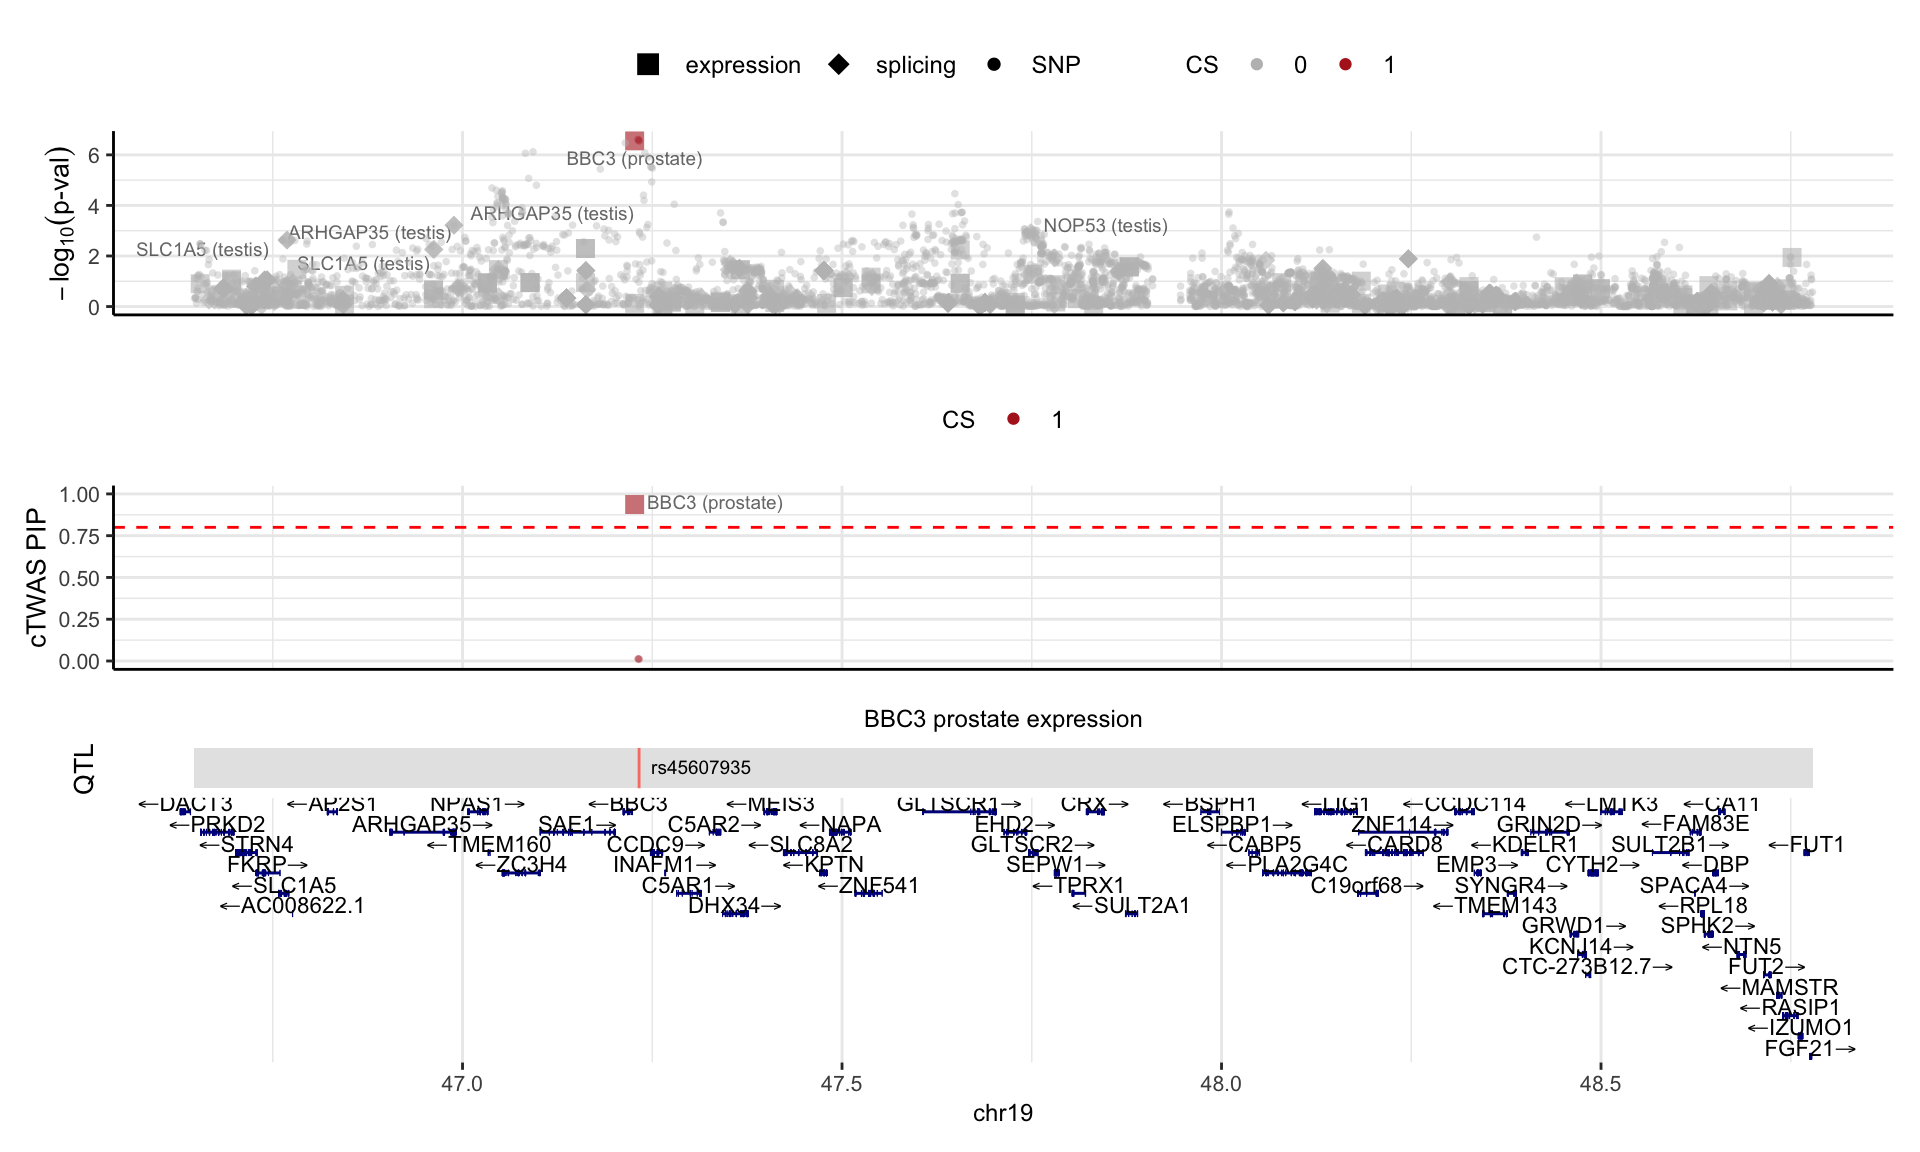 expression splicing SNP CS 0 1
−log10(p-val)
6
4
2
0
BBC3 (prostate)
ARHGAP35 (testis)
ARHGAP35 (testis)
SLC1A5 (testis)
SLC1A5 (testis)
NOP53 (testis)
CS 1
cTWAS PIP
1.00
0.75
0.50
0.25
0.00
BBC3 (prostate)
BBC3 prostate expression
QTL
rs45607935
←DACT3 ←AP2S1 NPAS1→ ←BBC3 ←MEIS3 GLTSCR1→ CRX→ ←BSPH1 ←LIG1 ←CCDC114 ←LMTK3 ←CA11
←PRKD2 ARHGAP35→ SAE1→ C5AR2→ ←NAPA EHD2→ ELSPBP1→ ZNF114→ GRIN2D→ ←FAM83E
←STRN4 ←TMEM160 CCDC9→ ←SLC8A2 GLTSCR2→ ←CABP5 ←CARD8 ←KDELR1 SULT2B1→ ←FUT1
FKRP→ ←ZC3H4 INAFM1→ ←KPTN SEPW1→ ←PLA2G4C EMP3→ CYTH2→ ←DBP
←SLC1A5 C5AR1→ ←ZNF541 ←TPRX1 C19orf68→ SYNGR4→ SPACA4→
←AC008622.1 DHX34→ ←SULT2A1 ←TMEM143 ←RPL18
GRWD1→ SPHK2→
KCNJ14→ ←NTN5
CTC-273B12.7→ FUT2→
←MAMSTR
←RASIP1
←IZUMO1
FGF21→
47.0 47.5 48.0 48.5
chr19